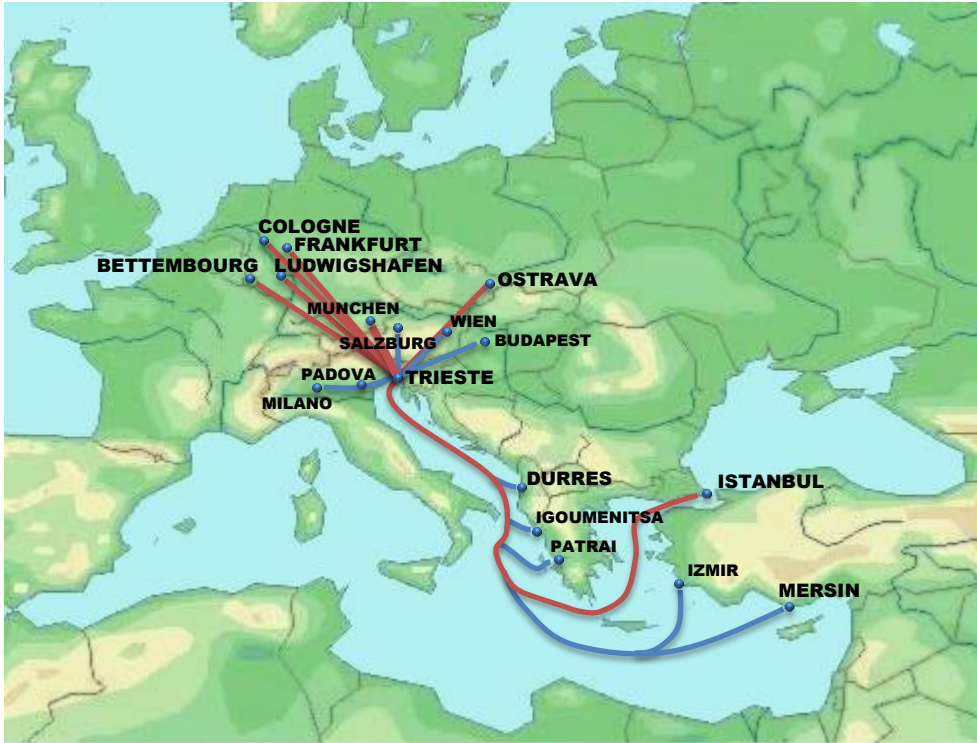 COLOGNE
FRANKFURT
BETTEMBOURG
LUDWIGSHAFEN
OSTRAVA
MUNCHEN
WIEN
SALZBURG
BUDAPEST
PADOVA
TRIESTE
MILANO
DURRES
ISTANBUL
IGOUMENITSA
PATRAI
IZMIR
MERSIN